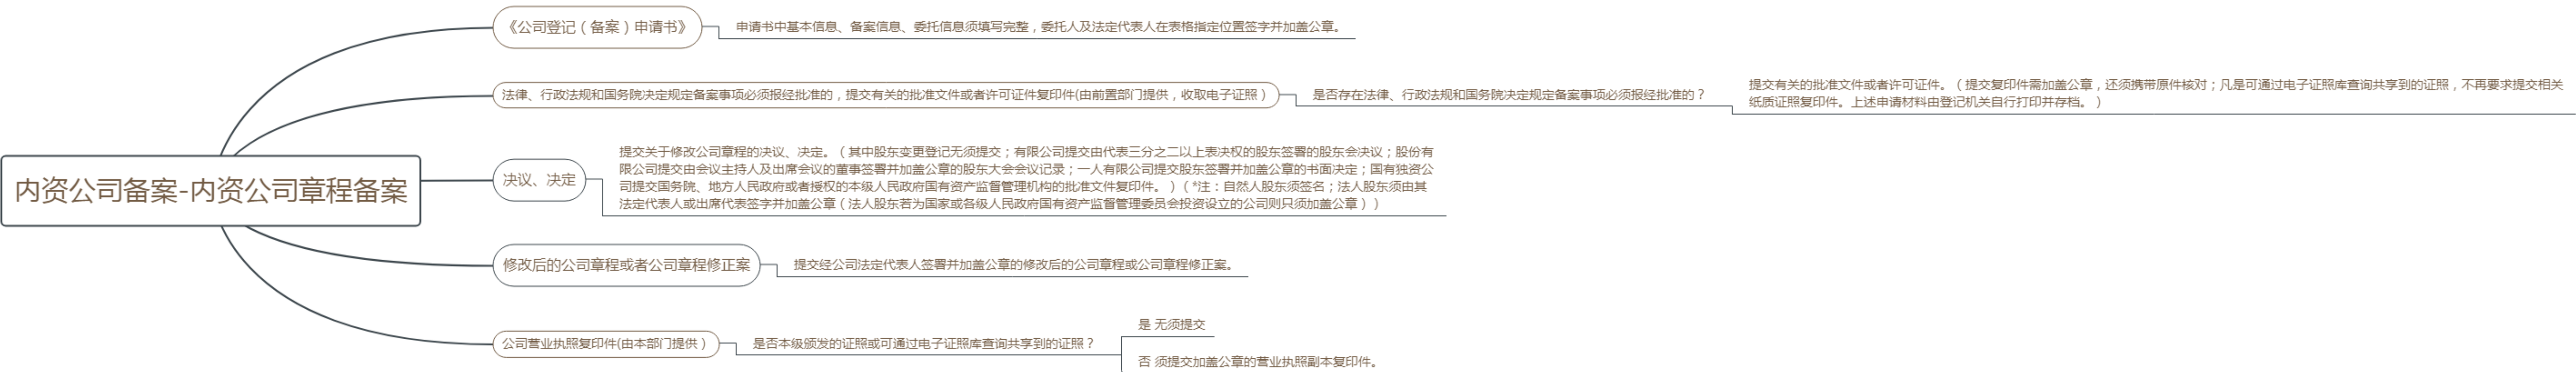 内资公司备案-内资公司章程备案
《公司登记（备案）申请书》
申请书中基本信息、备案信息、委托信息须填写完整，委托人及法定代表人在表格指定位置签字并加盖公章。
法律、行政法规和国务院决定规定备案事项必须报经批准的，提交有关的批准文件或者许可证件复印件(由前置部门提供，收取电子证照）
是否存在法律、行政法规和国务院决定规定备案事项必须报经批准的？
提交有关的批准文件或者许可证件。（提交复印件需加盖公章，还须携带原件核对；凡是可通过电子证照库查询共享到的证照，不再要求提交相关
纸质证照复印件。上述申请材料由登记机关自行打印并存档。）
决议、决定
提交关于修改公司章程的决议、决定。（其中股东变更登记无须提交；有限公司提交由代表三分之二以上表决权的股东签署的股东会决议；股份有
限公司提交由会议主持人及出席会议的董事签署并加盖公章的股东大会会议记录；一人有限公司提交股东签署并加盖公章的书面决定；国有独资公
司提交国务院、地方人民政府或者授权的本级人民政府国有资产监督管理机构的批准文件复印件。）（*注：自然人股东须签名；法人股东须由其
法定代表人或出席代表签字并加盖公章（法人股东若为国家或各级人民政府国有资产监督管理委员会投资设立的公司则只须加盖公章））
修改后的公司章程或者公司章程修正案
提交经公司法定代表人签署并加盖公章的修改后的公司章程或公司章程修正案。
公司营业执照复印件(由本部门提供）
是否本级颁发的证照或可通过电子证照库查询共享到的证照？
是 无须提交
否 须提交加盖公章的营业执照副本复印件。